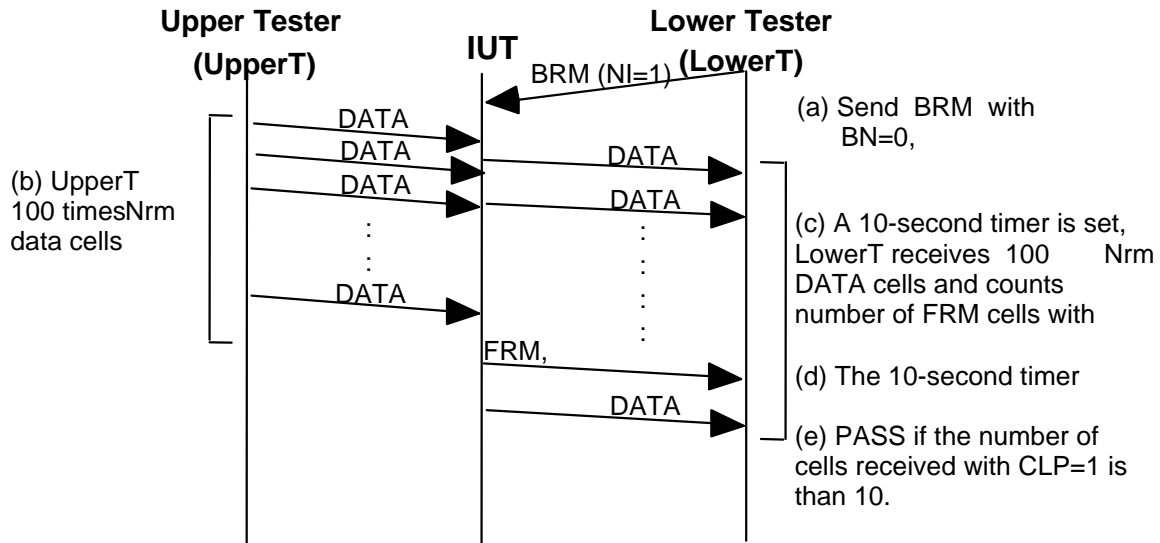 Upper Tester
(UpperT)
IUT
Lower Tester
(LowerT)
BRM (NI=1)
(a) Send BRM with
BN=0,
DATA
DATA
DATA
DATA
DATA
DATA
(b) UpperT
100 timesNrm
data cells
:
:
:
:
:
:
(c) A 10-second timer is set,
LowerT receives 100 Nrm
DATA cells and counts
number of FRM cells with
FRM,
(d) The 10-second timer
DATA
(e) PASS if the number of
cells received with CLP=1 is
than 10.